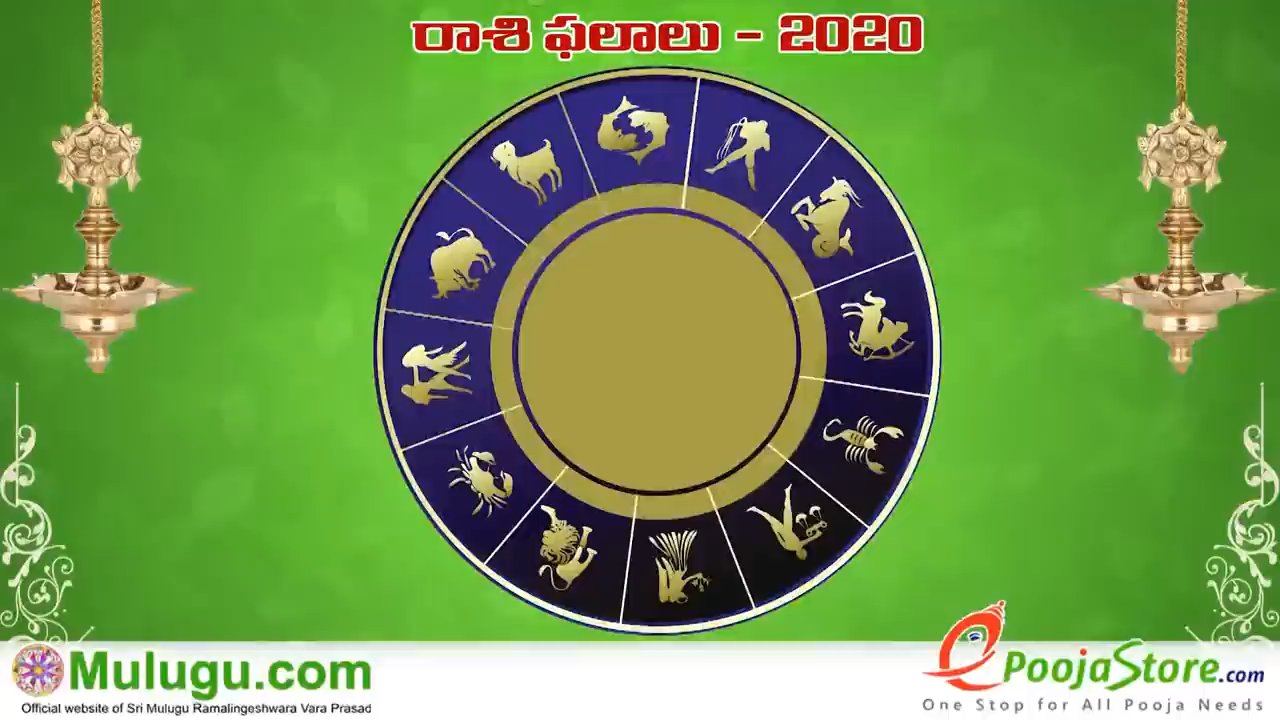 రాశి ఫలాలు - 2020
Mulugu.com
Official website of Sri Mulugu Ramalingeshwara Vara Prasad
ePoojaStore.com
One Stop for All Pooja Needs